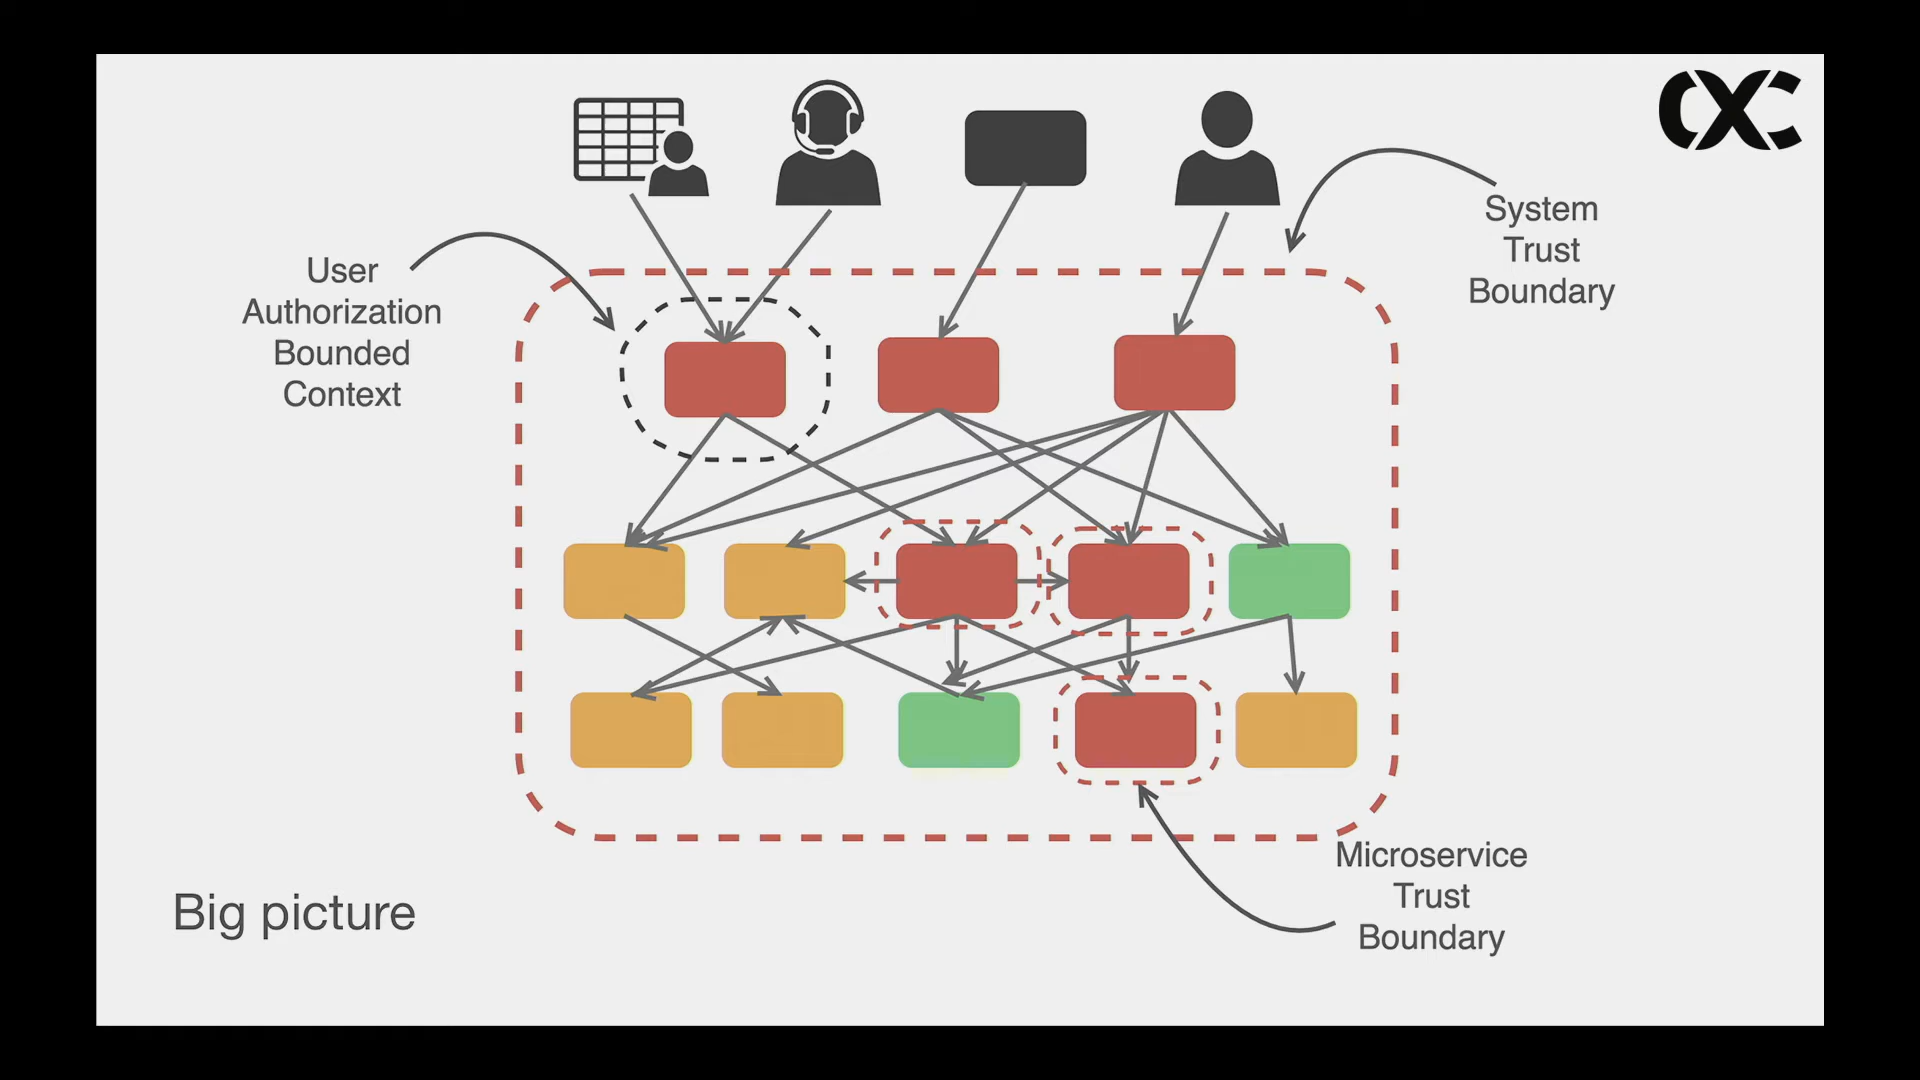 User
Authorization
Bounded
Context
System
Trust
Boundary
Microservice
Trust
Boundary
Big picture